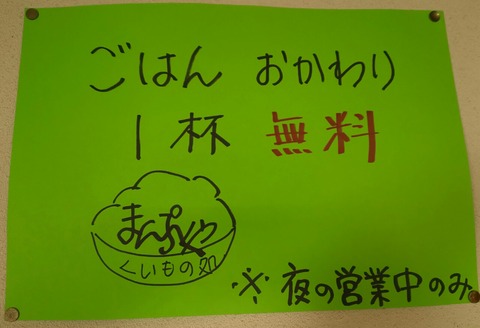 ごはん おかわり
1杯 無料
まんぷくや
くいもの処
※夜の営業中のみ